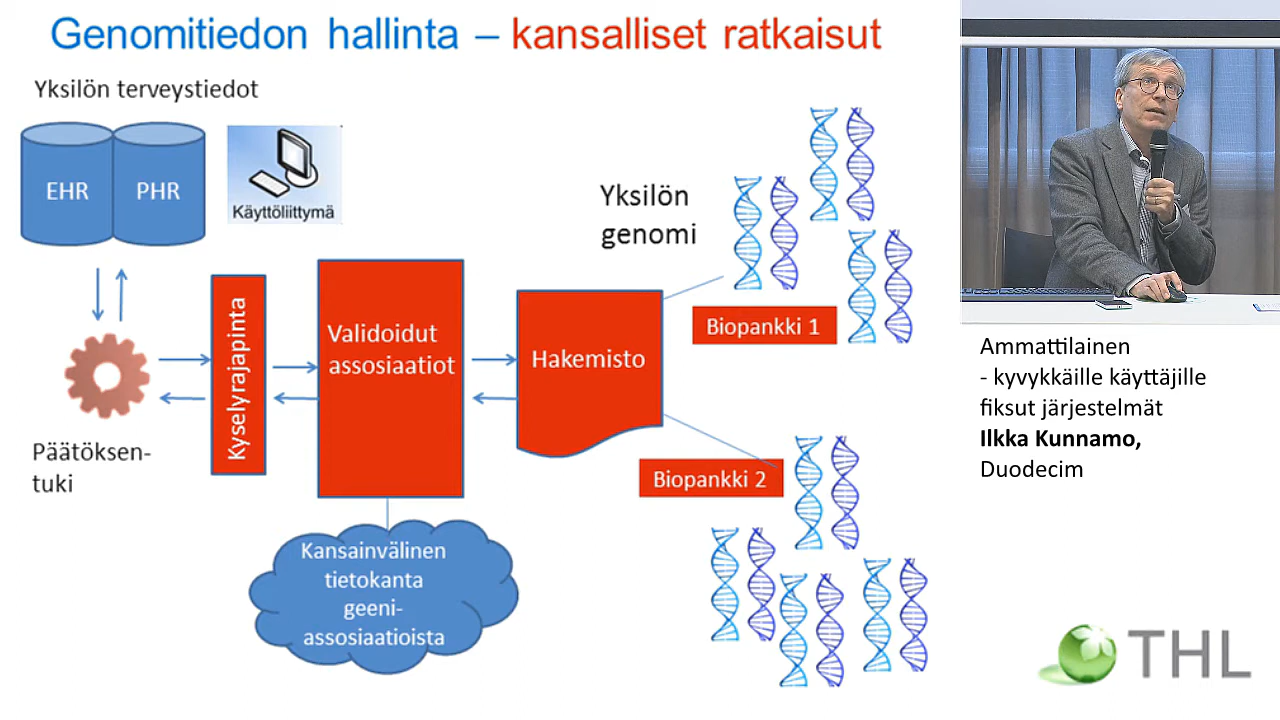 Genomitiedon hallinta – kansalliset ratkaisut
Yksilön terveystiedot
EHR
PHR
Käyttöliittymä
Yksilön
genomi
Biopankki 1
Kyselyrajapinta
Validoidut
assosiaatiot
Hakemisto
Päätöksen-
tuki
Biopankki 2
Kansainvälinen
tietokanta
geeni-
assosiaatioista
Ammattilainen
- kyvykkäille käyttäjille
fiksut järjestelmät
Ilkka Kunnamo,
Duodecim
THL